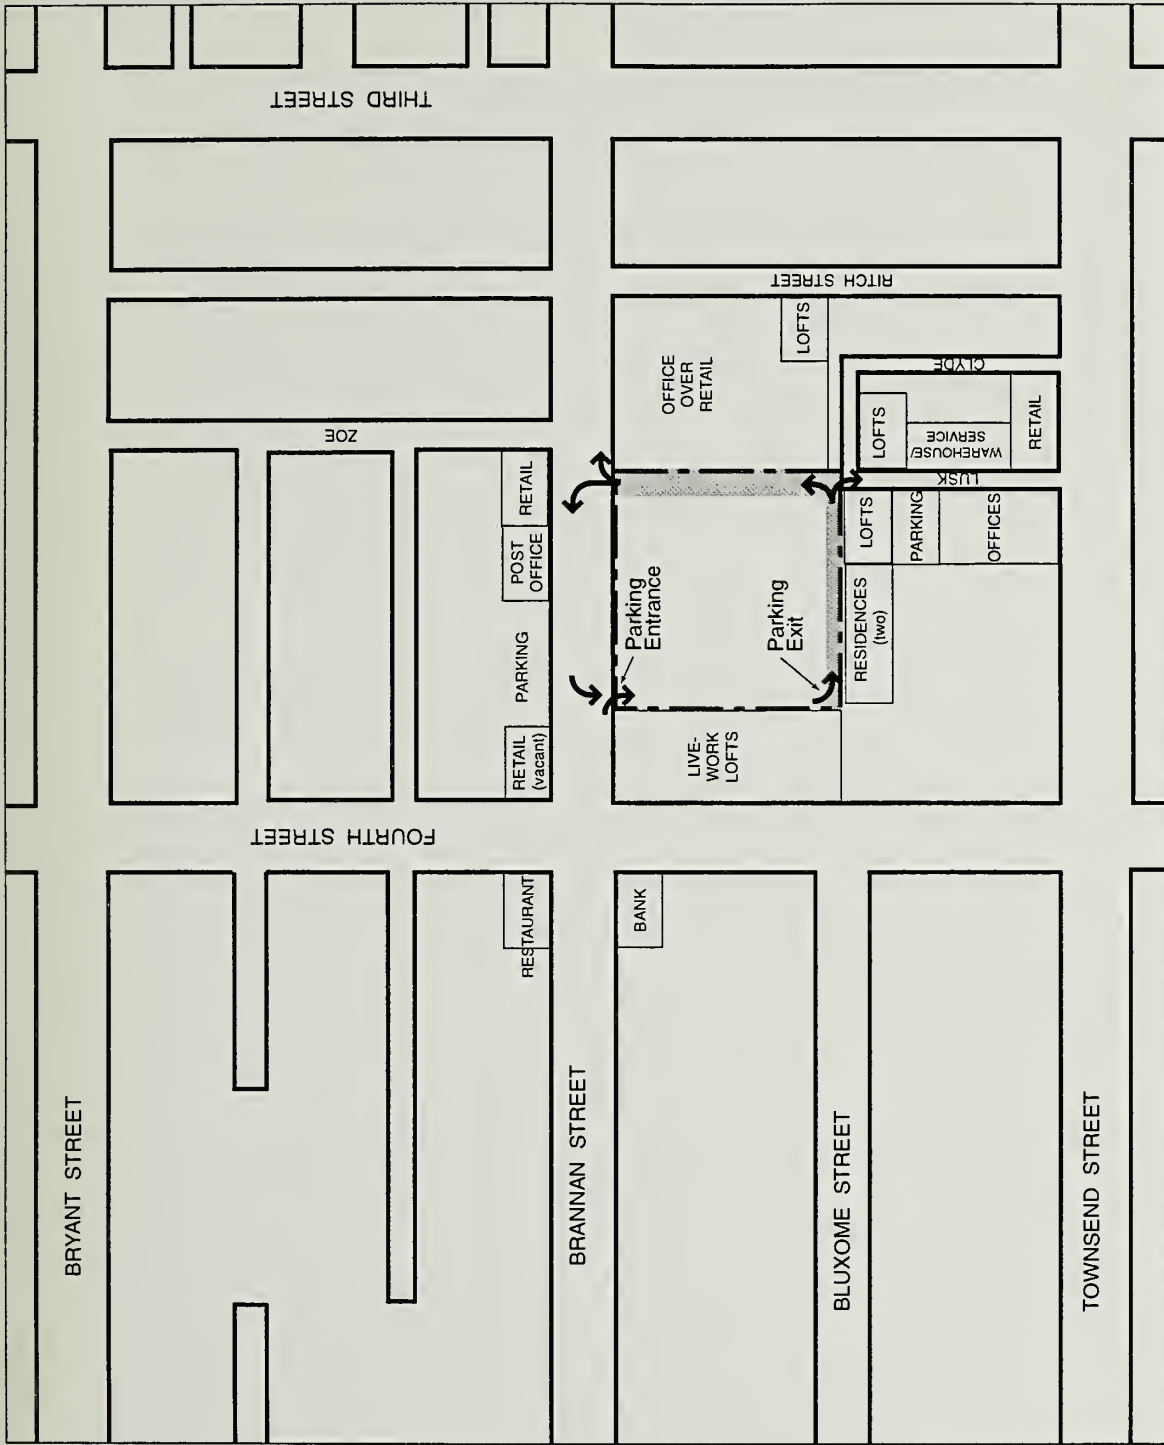 THIRD STREET
RITCH STREET
LOFTS
OFFICE
OVER
RETAIL
CLYDE
LOFTS
WAREHOUSE/
SERVICE
RETAIL
LUSK
ZOE
RETAIL
POST
OFFICE
PARKING
RETAIL
(vacant)
Parking
Entrance
Parking
Exit
LOFTS
PARKING
OFFICES
RESIDENCES
(two)
LIVE-
WORK
LOFTS
FOURTH STREET
RESTAURANT
BANK
BRYANT STREET
BRANNAN STREET
BLUXOME STREET
TOWNSEND STREET